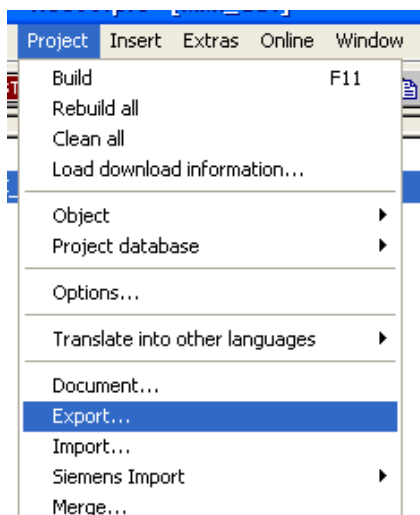 Project Insert Extras Online Window
Build F11
Rebuild all
Clean all
Load download information...
Object
Project database
Options...
Translate into other languages
Document...
Export...
Import...
Siemens Import
Merge...